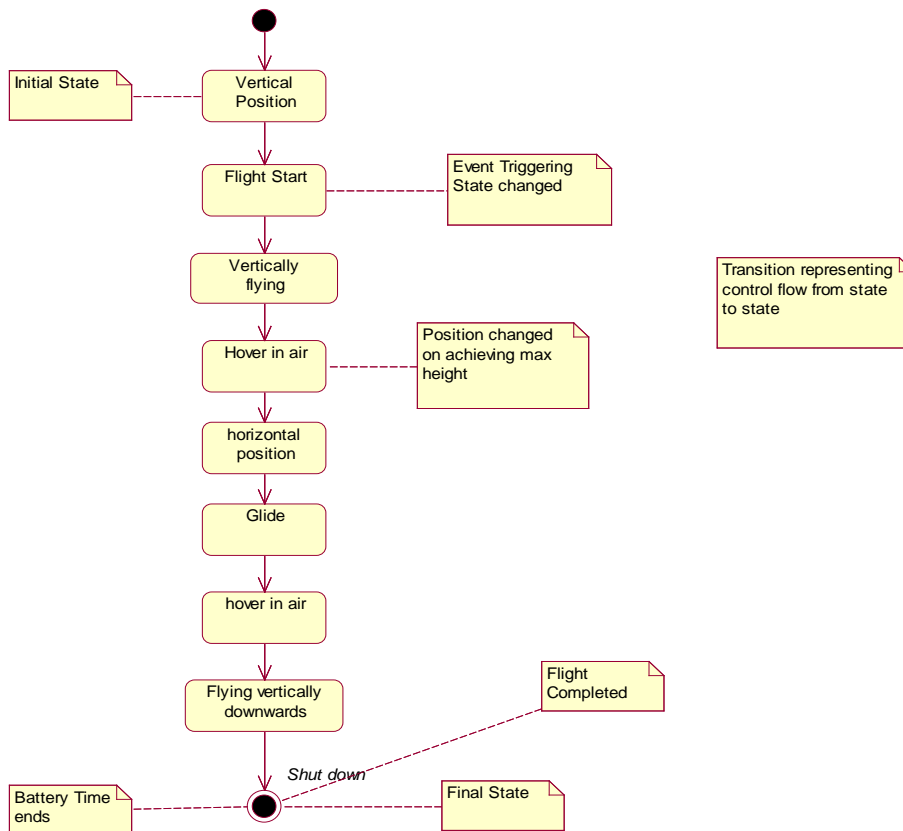 Initial State
Vertical
Position
Flight Start
Event Triggering
State changed
Vertically
flying
Transition representing
control flow from state
to state
Hover in air
Position changed
on achieving max
height
horizontal
position
Glide
hover in air
Flying vertically
downwards
Flight
Completed
Shut down
Battery Time
ends
Final State